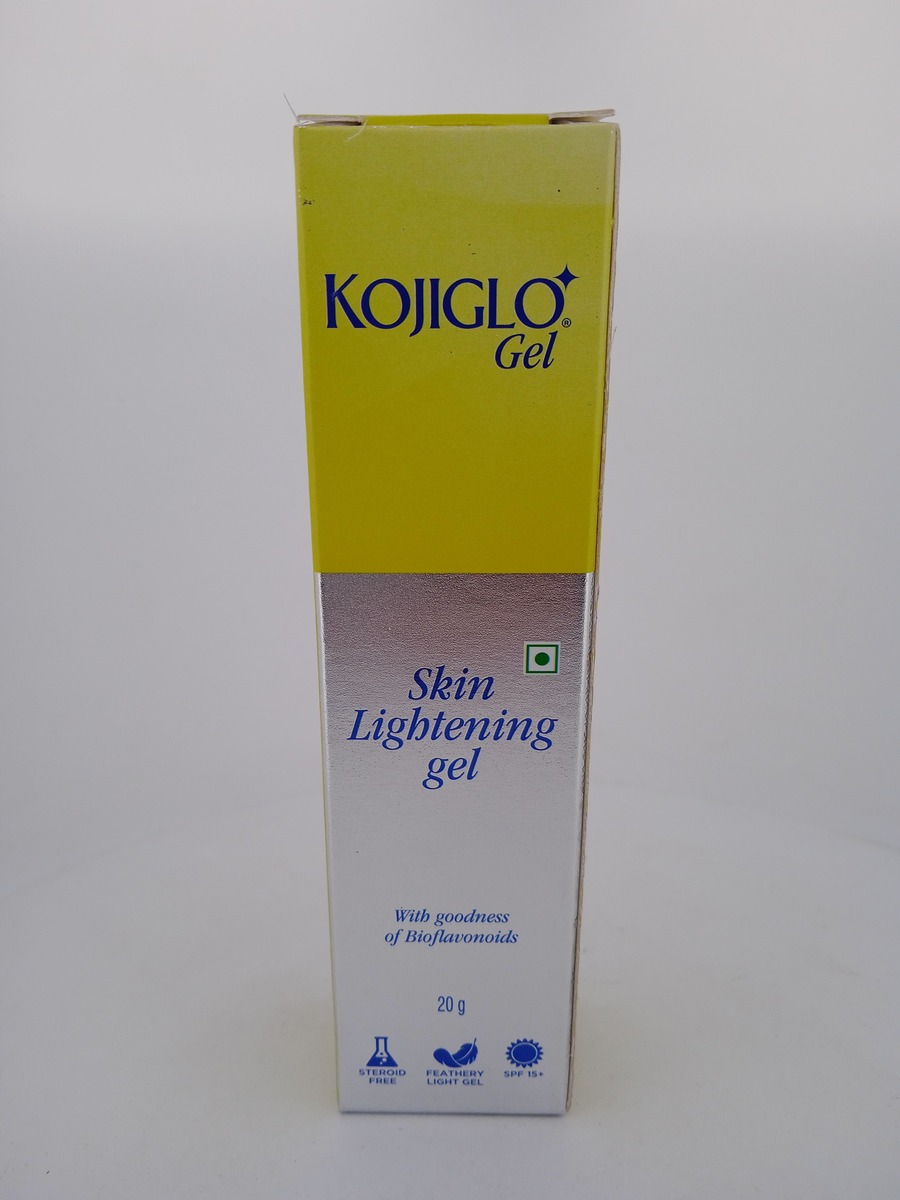 KOJIGLO®
Gel
Skin
Lightening
gel
With goodness
of Bioflavonoids
20 g
STEROID
FREE
FEATHERY
LIGHT GEL
SPF 15+